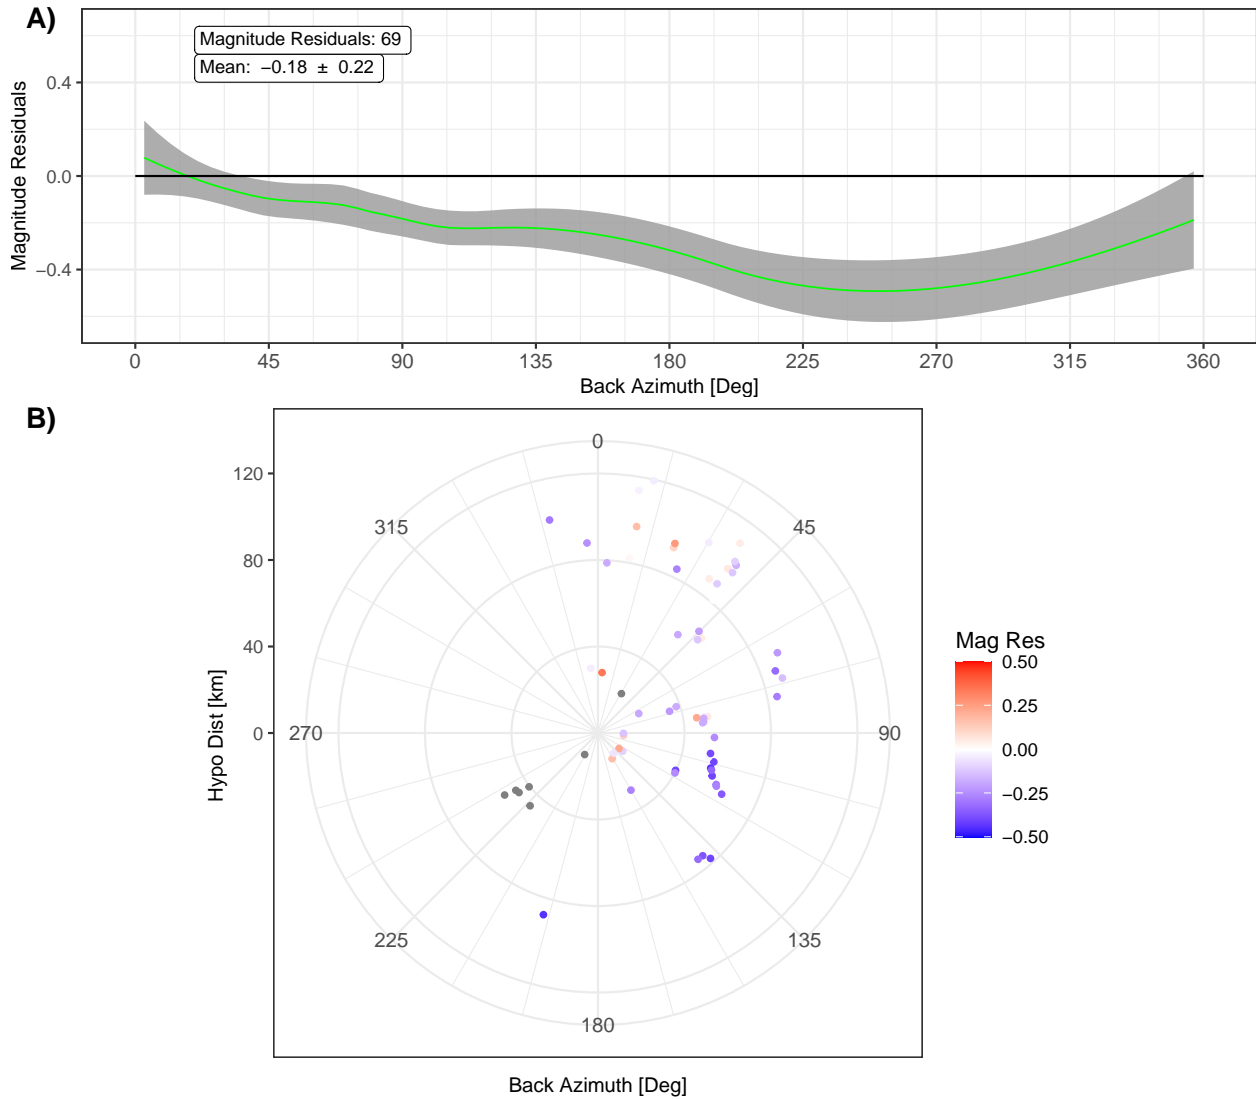 A)
Magnitude Residuals: 69
Mean: −0.18 ± 0.22
Magnitude Residuals
0.4
0.0
−0.4
0 45 90 135 180 225 270 315 360
Back Azimuth [Deg]
B)
Hypo Dist [km]
120
80
40
0
0
45
90
135
180
225
270
315
Back Azimuth [Deg]
Mag Res
0.50
0.25
0.00
−0.25
−0.50